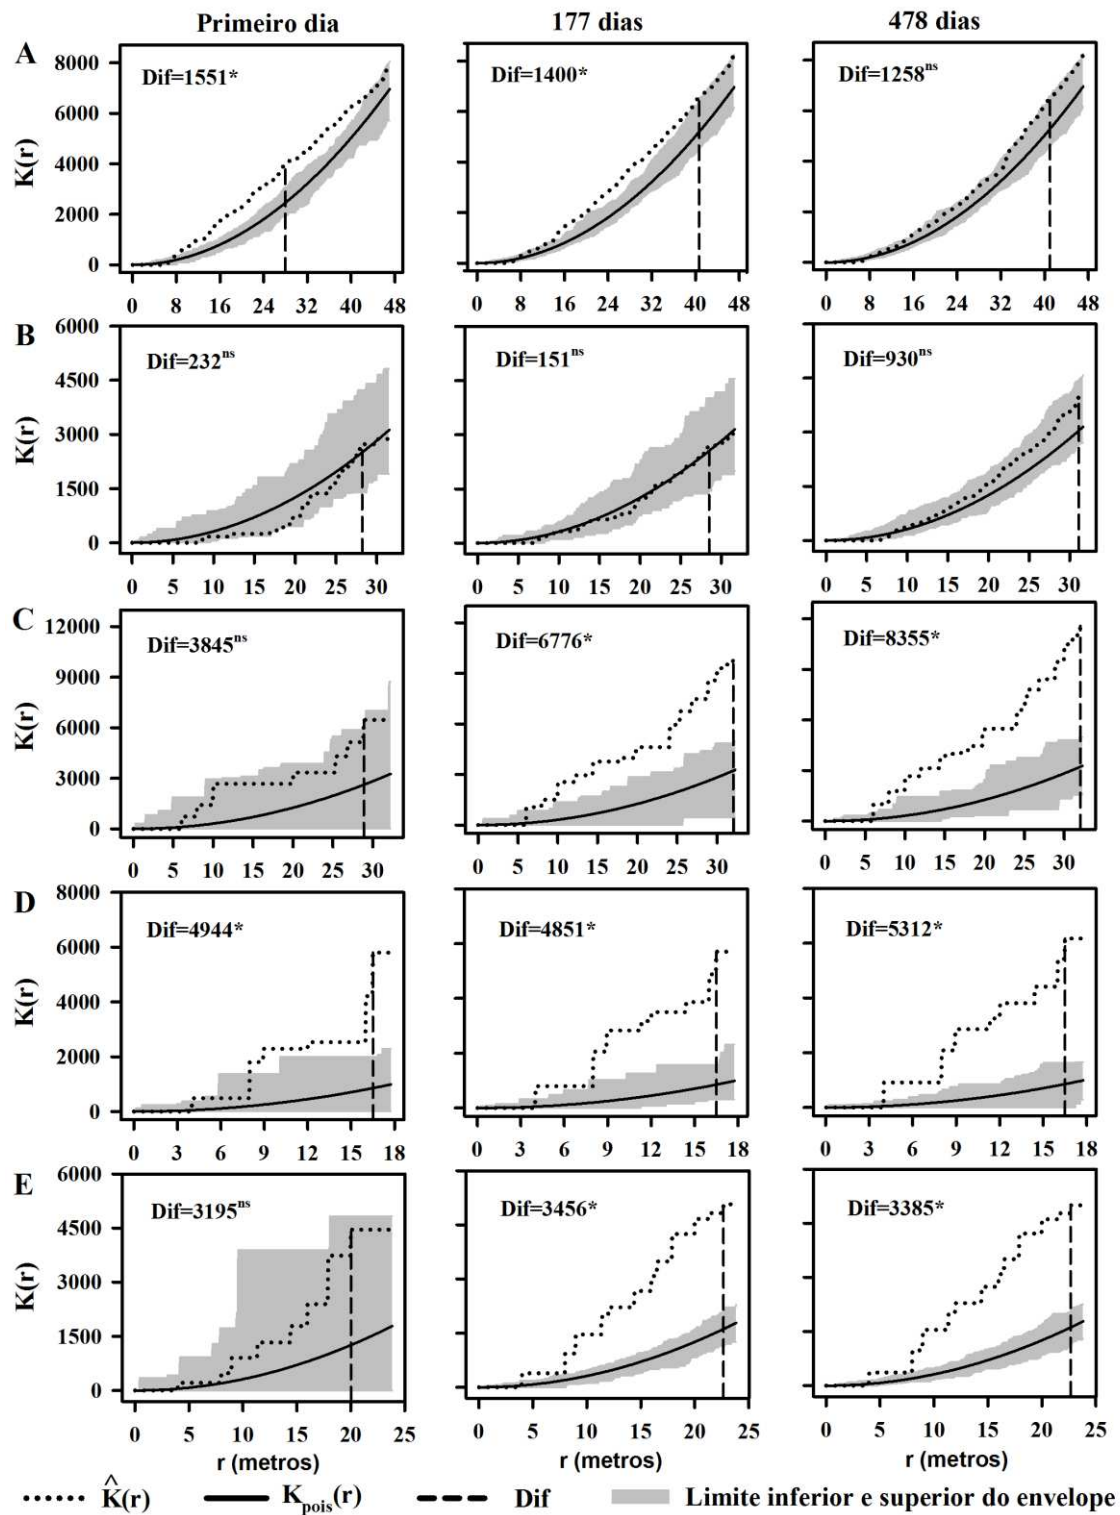 Primeiro dia 177 dias 478 dias
A
8000
6000
4000
2000
0
K(r)
Dif=1551*
Dif=1400*
Dif=1258ns
0 8 16 24 32 40 48
0 8 16 24 32 40 48
0 8 16 24 32 40 48
B
6000
4500
3000
1500
0
K(r)
Dif=232ns
Dif=151ns
Dif=930ns
0 5 10 15 20 25 30
0 5 10 15 20 25 30
0 5 10 15 20 25 30
C
12000
9000
6000
3000
0
K(r)
Dif=3845ns
Dif=6776*
Dif=8355*
0 5 10 15 20 25 30
0 5 10 15 20 25 30
0 5 10 15 20 25 30
D
8000
6000
4000
2000
0
K(r)
Dif=4944*
Dif=4851*
Dif=5312*
0 3 6 9 12 15 18
0 3 6 9 12 15 18
0 3 6 9 12 15 18
E
6000
4500
3000
1500
0
K(r)
Dif=3195ns
Dif=3456*
Dif=3385*
0 5 10 15 20 25
0 5 10 15 20 25
0 5 10 15 20 25
r (metros) r (metros) r (metros)
K̂(r) Kpois(r) Dif Limite inferior e superior do envelope